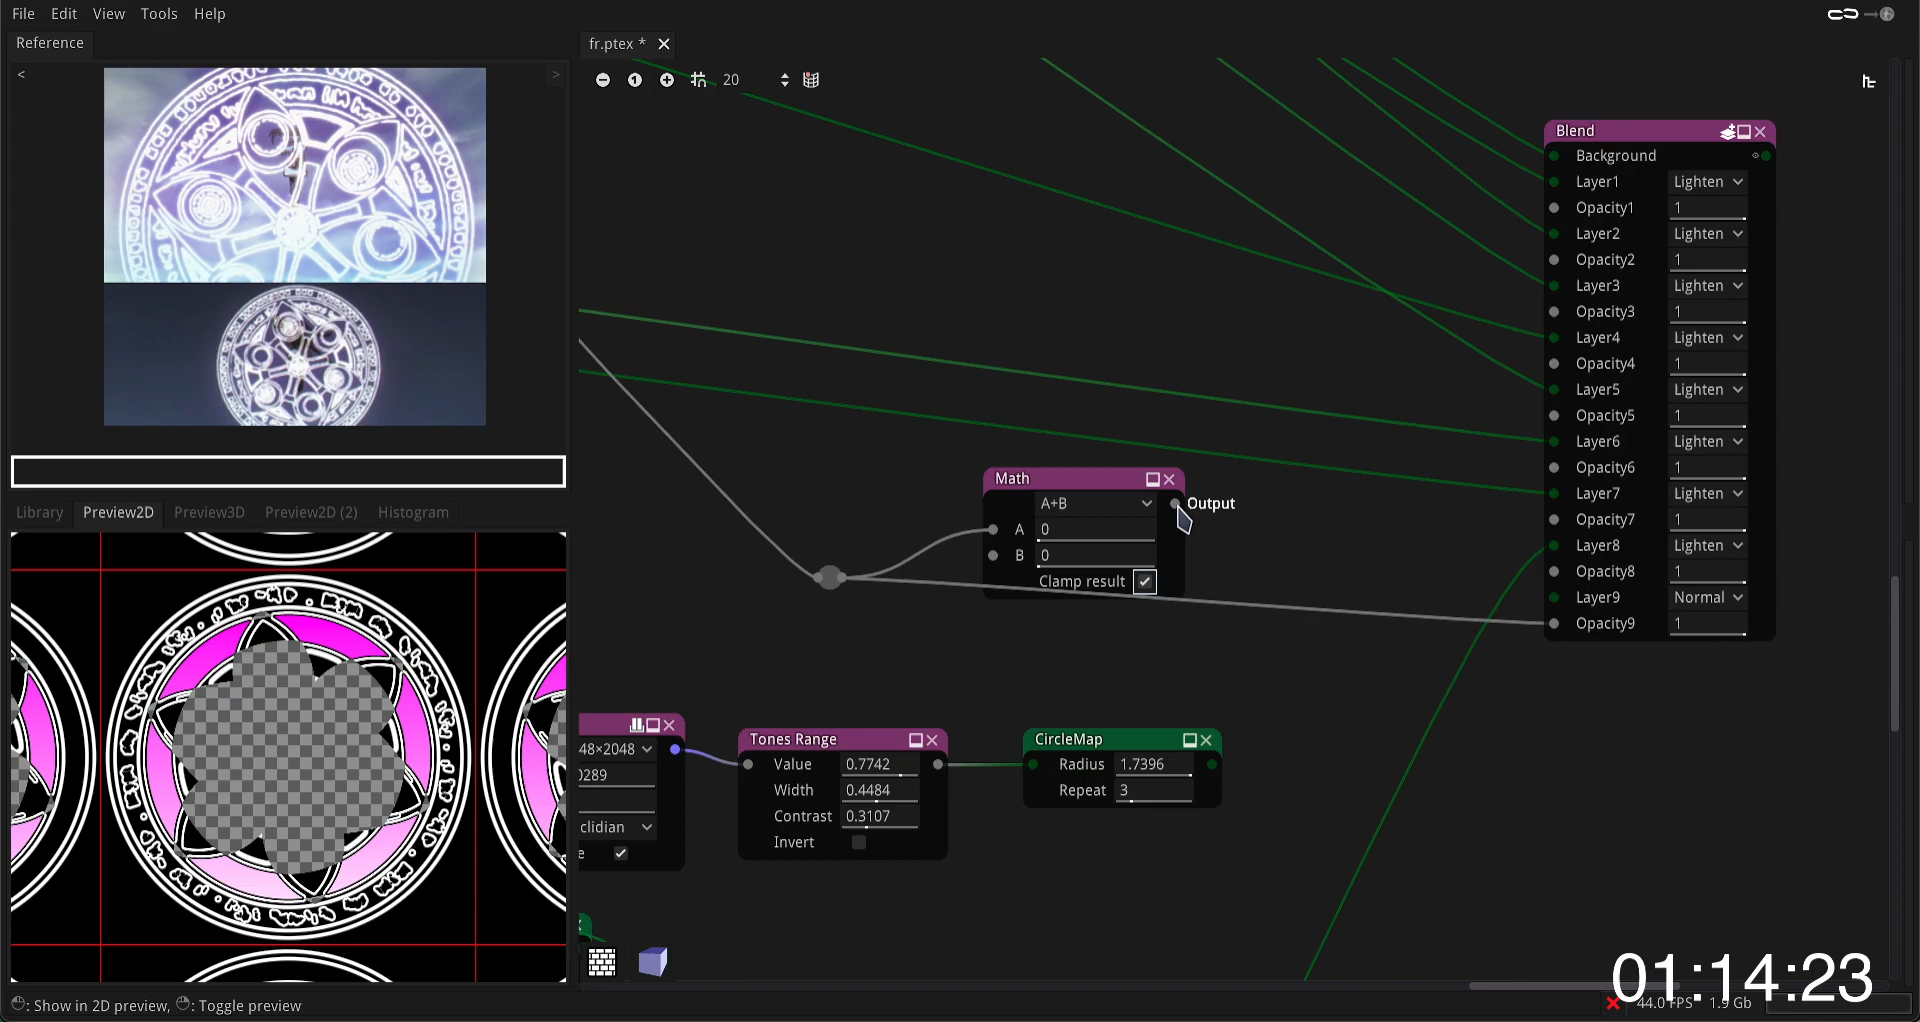 File Edit View Tools Help
Reference
fr.ptex *
<
>
1
20
Blend
Background
Layer1 Lighten
Opacity1 1
Layer2 Lighten
Opacity2 1
Layer3 Lighten
Opacity3 1
Layer4 Lighten
Opacity4 1
Layer5 Lighten
Opacity5 1
Layer6 Lighten
Opacity6 1
Layer7 Lighten
Opacity7 1
Layer8 Lighten
Opacity8 1
Layer9 Normal
Opacity9 1
Math
A+B
Output
A 0
B 0
Clamp result
Library Preview2D Preview3D Preview2D (2) Histogram
48×2048
0289
clidian
e
Tones Range
Value 0.7742
Width 0.4484
Contrast 0.3107
Invert
CircleMap
Radius 1.7396
Repeat 3
01:14:23
: Show in 2D preview, : Toggle preview
44.0 FPS 1.9 Gb